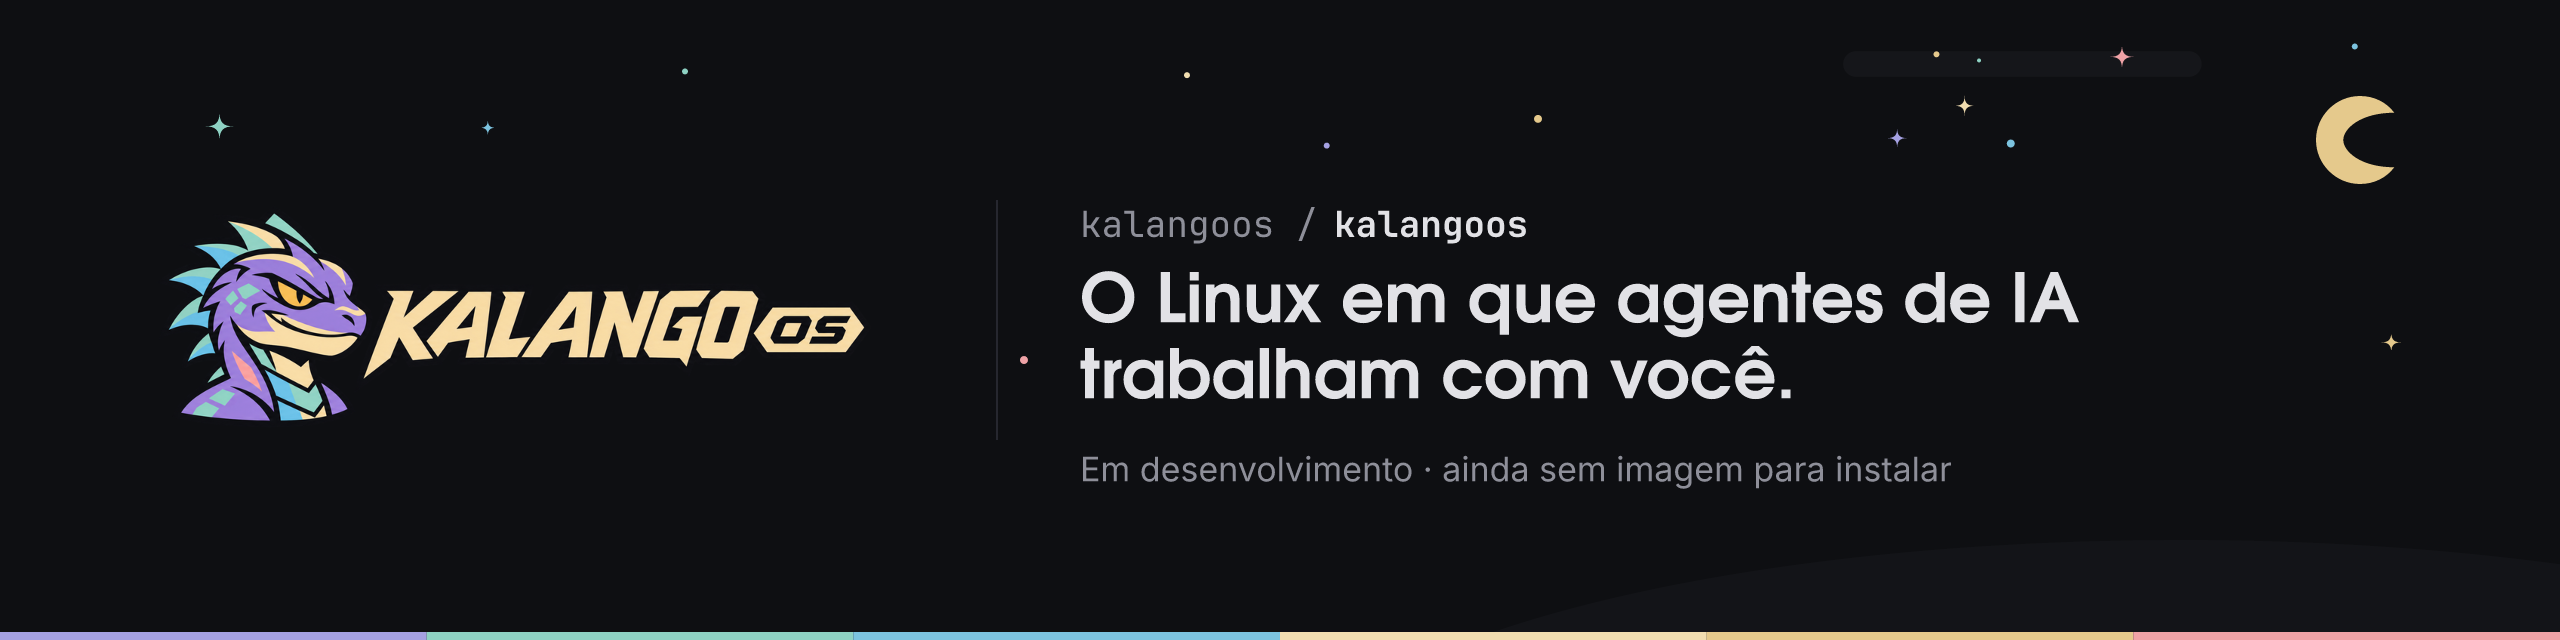 KALANGO OS
kalangoos / kalangoos
O Linux em que agentes de IA
trabalham com você.
Em desenvolvimento · ainda sem imagem para instalar